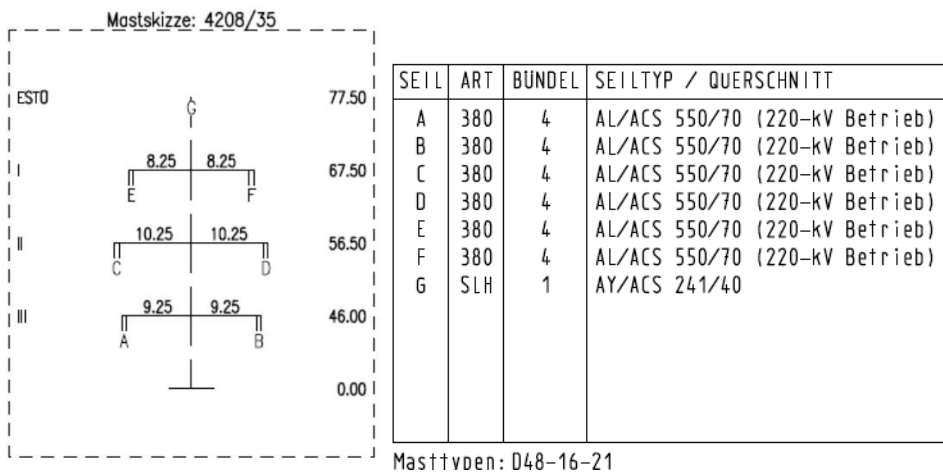 Mastskizze: 4208/35
ESTÜ G 77.50
8.25 8.25
I 67.50
E F
10.25 10.25
II 56.50
C D
9.25 9.25
III 46.00
A B
0.00
SEIL ART BÜNDEL SEILTYP / QUERSCHNITT
A 380 4 AL/ACS 550/70 (220-kV Betrieb)
B 380 4 AL/ACS 550/70 (220-kV Betrieb)
C 380 4 AL/ACS 550/70 (220-kV Betrieb)
D 380 4 AL/ACS 550/70 (220-kV Betrieb)
E 380 4 AL/ACS 550/70 (220-kV Betrieb)
F 380 4 AL/ACS 550/70 (220-kV Betrieb)
G SLH 1 AY/ACS 241/40
Masttypen: D48-16-21